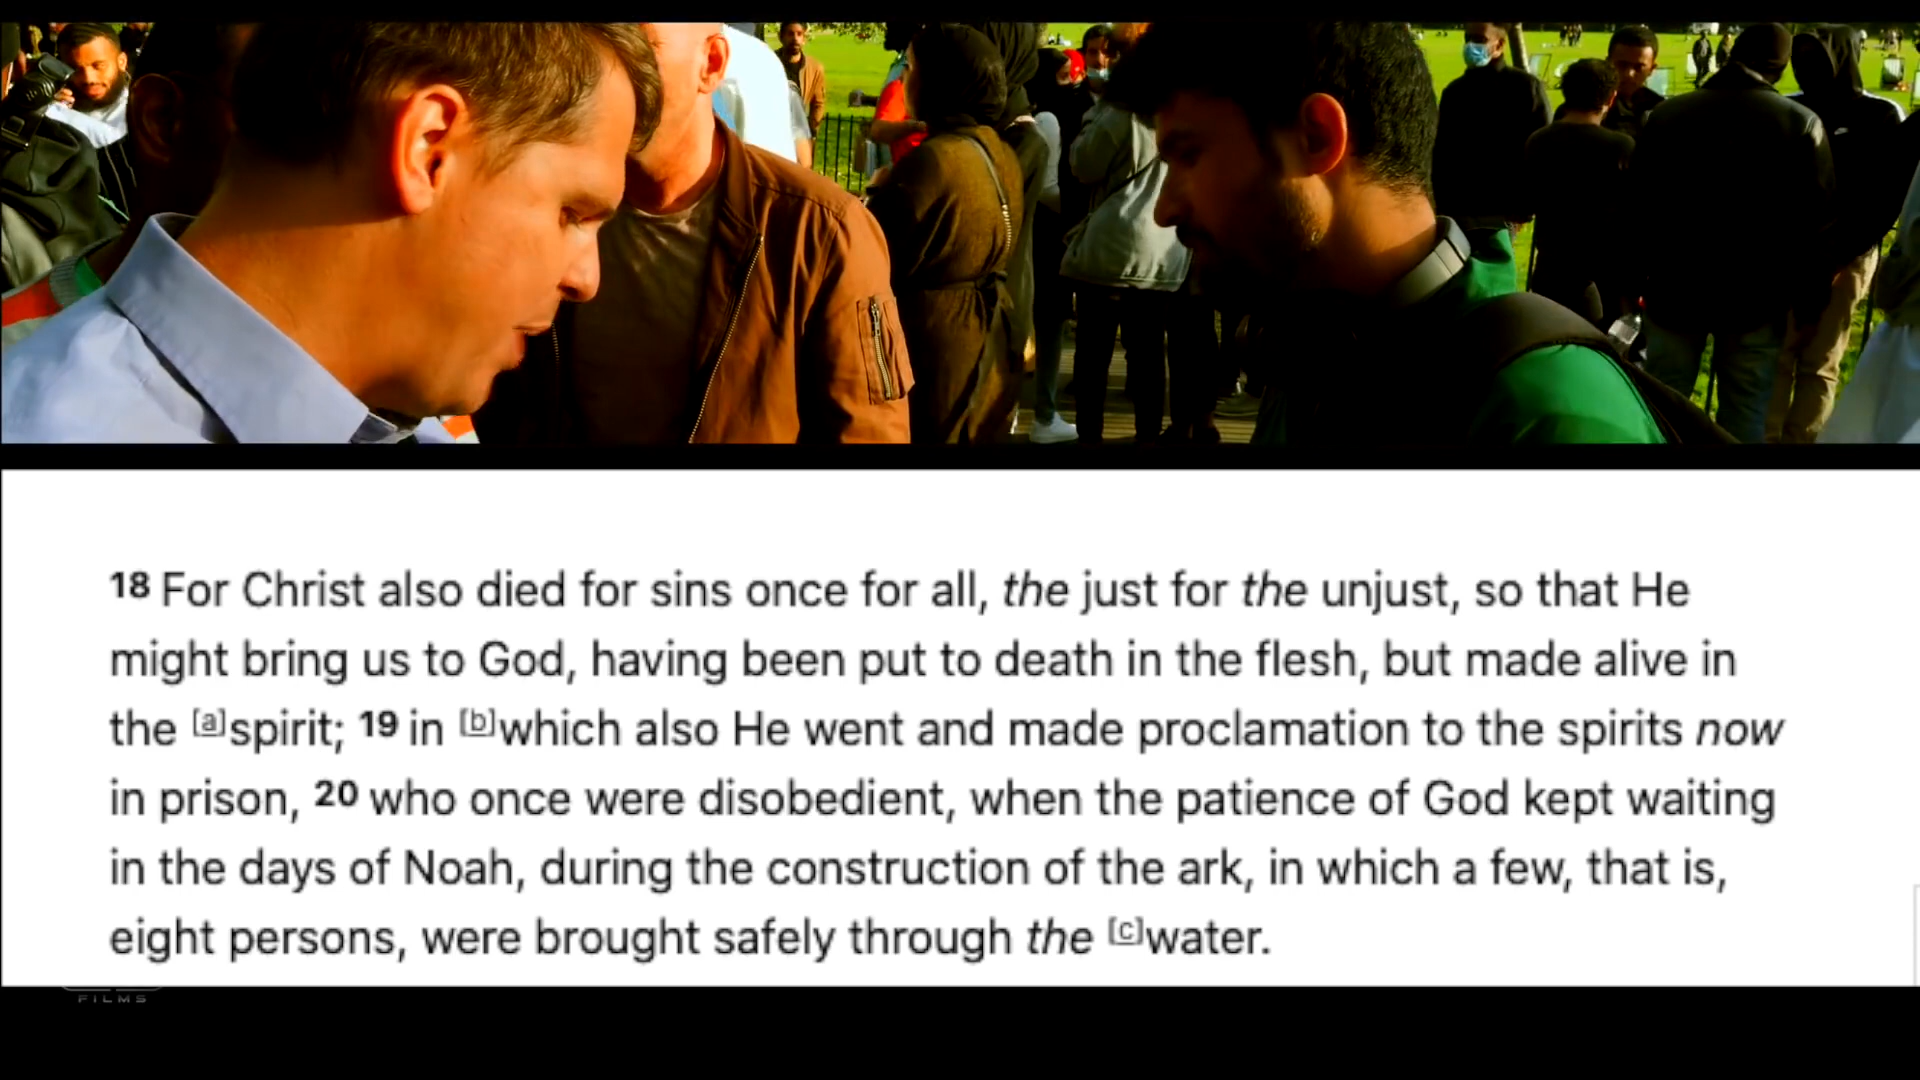 18 For Christ also died for sins once for all, the just for the unjust, so that He
might bring us to God, having been put to death in the flesh, but made alive in
the [a]spirit; 19 in [b]which also He went and made proclamation to the spirits now
in prison, 20 who once were disobedient, when the patience of God kept waiting
in the days of Noah, during the construction of the ark, in which a few, that is,
eight persons, were brought safely through the [c]water.
FILMS